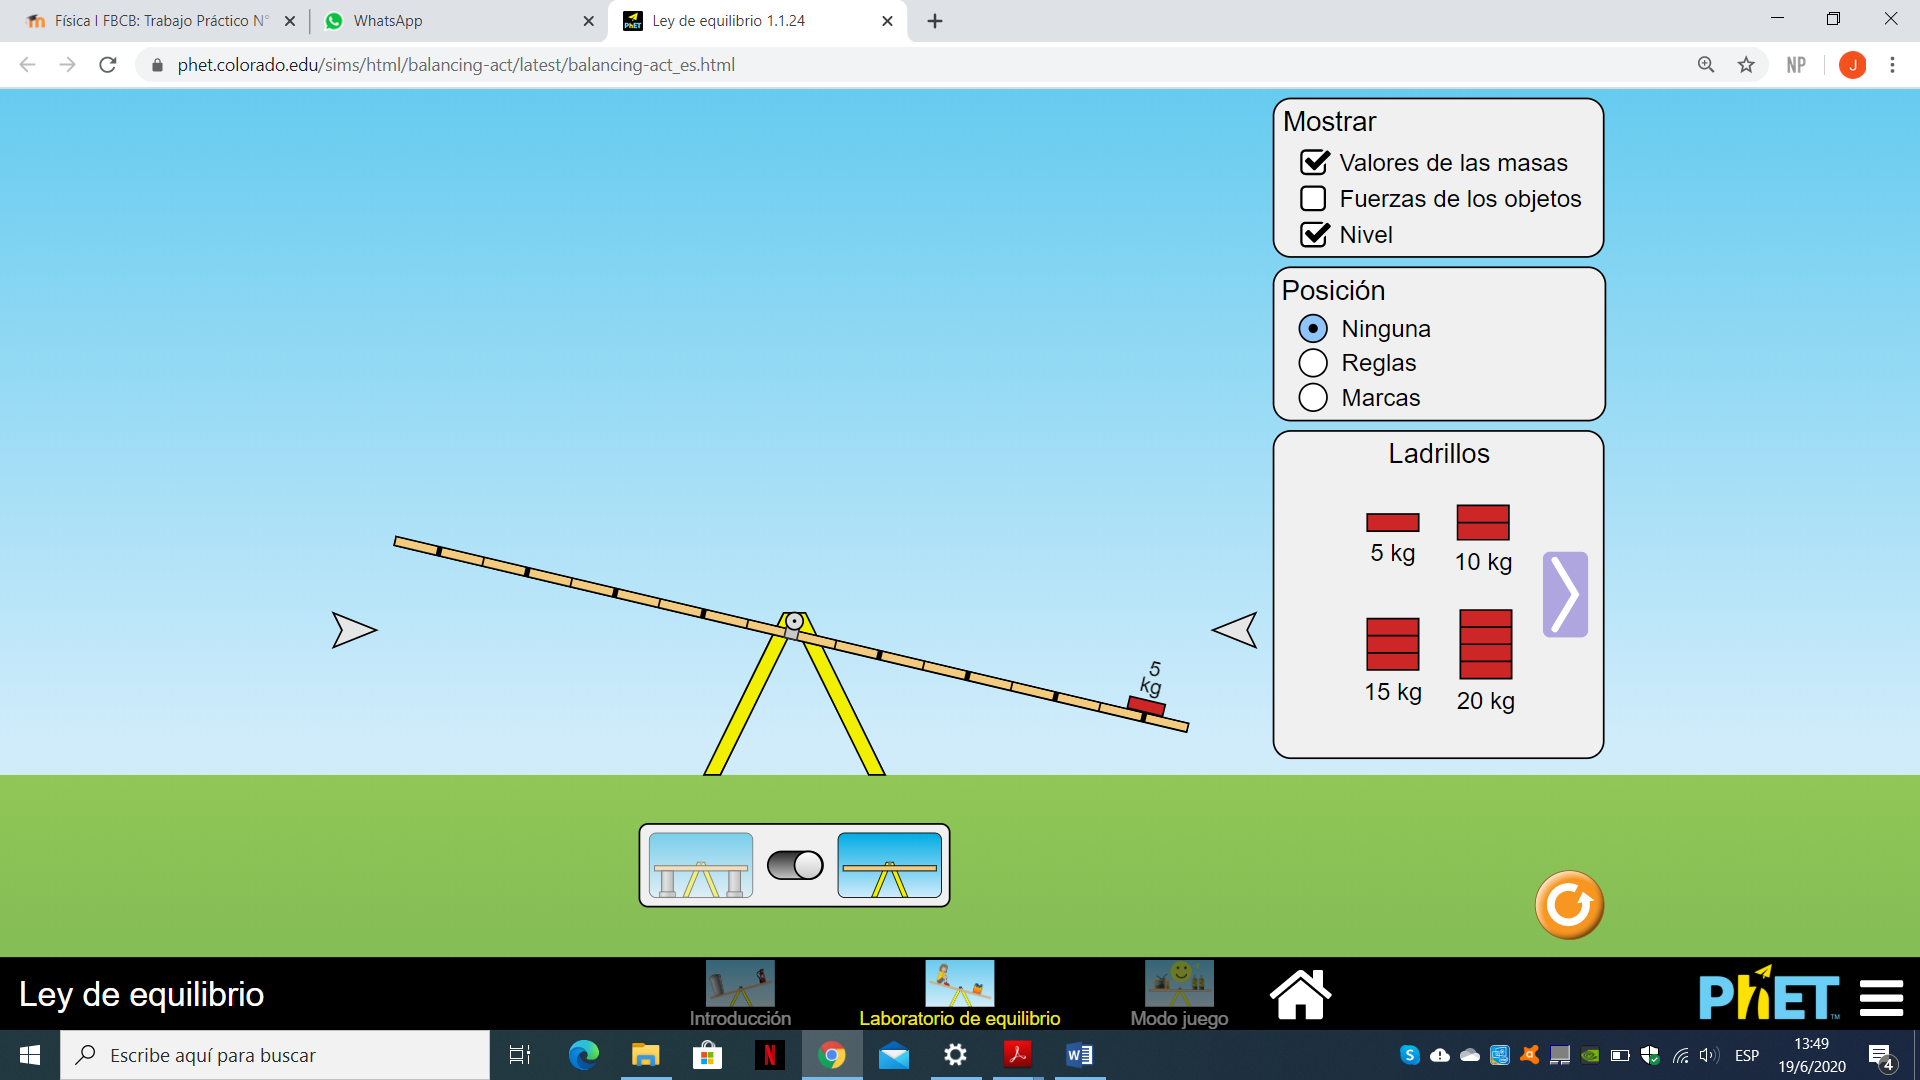 Física I FBCB: Trabajo Práctico N°
WhatsApp
Ley de equilibrio 1.1.24
phet.colorado.edu/sims/html/balancing-act/latest/balancing-act_es.html
NP
J
Mostrar
Valores de las masas
Fuerzas de los objetos
Nivel
Posición
Ninguna
Reglas
Marcas
Ladrillos
5 kg
10 kg
15 kg
20 kg
5
kg
Ley de equilibrio
Introducción
Laboratorio de equilibrio
Modo juego
PhET
Escribe aquí para buscar
ESP
13:49
19/6/2020
4